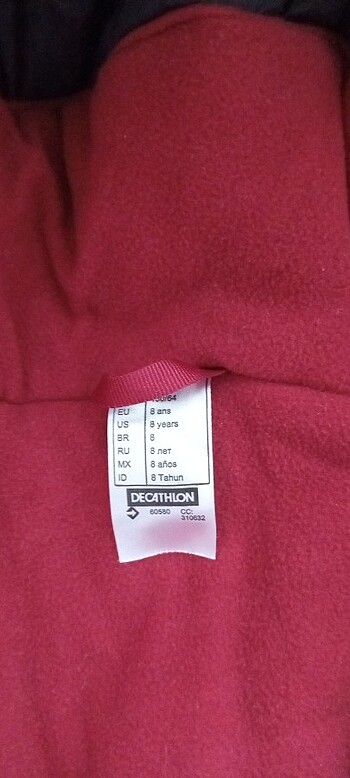 EU 8 ans
US 8 years
BR 8
RU 8 лет
MX 8 años
ID 8 Tahun
DECATHLON
60580 CC:
310632